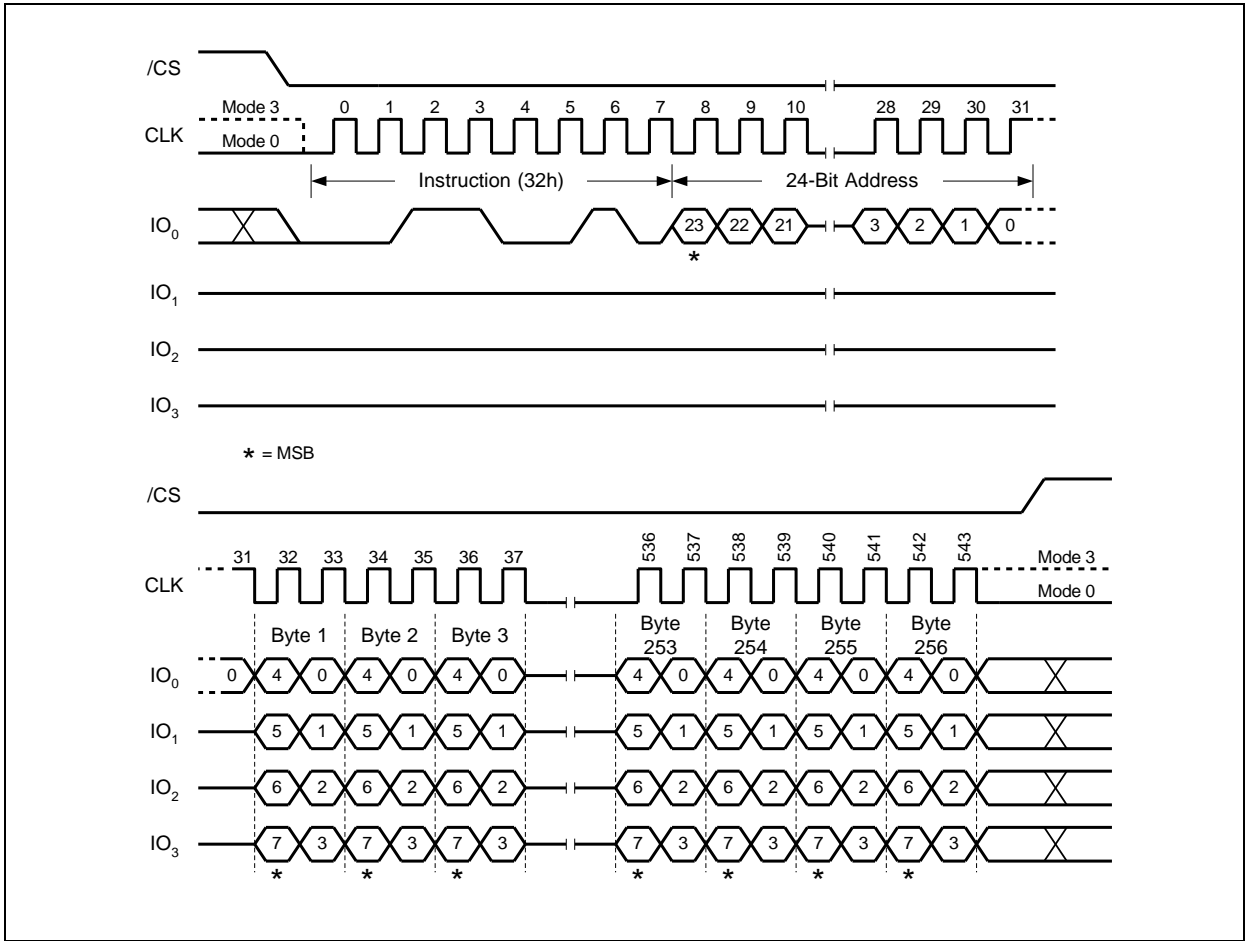 /CS
Mode 3 0 1 2 3 4 5 6 7 8 9 10 28 29 30 31
CLK
Mode 0
Instruction (32h) 24-Bit Address
IO0 23 22 21 3 2 1 0
*
IO1
IO2
IO3
* = MSB
/CS
31 32 33 34 35 36 37 536 537 538 539 540 541 542 543 Mode 3
CLK
Mode 0
Byte 1 Byte 2 Byte 3 Byte 253 Byte 254 Byte 255 Byte 256
IO0 0 4 0 4 0 4 0 4 0 4 0 4 0 4 0
IO1 5 1 5 1 5 1 5 1 5 1 5 1 5 1
IO2 6 2 6 2 6 2 6 2 6 2 6 2 6 2
IO3 7 3 7 3 7 3 7 3 7 3 7 3 7 3
* * * * * * *